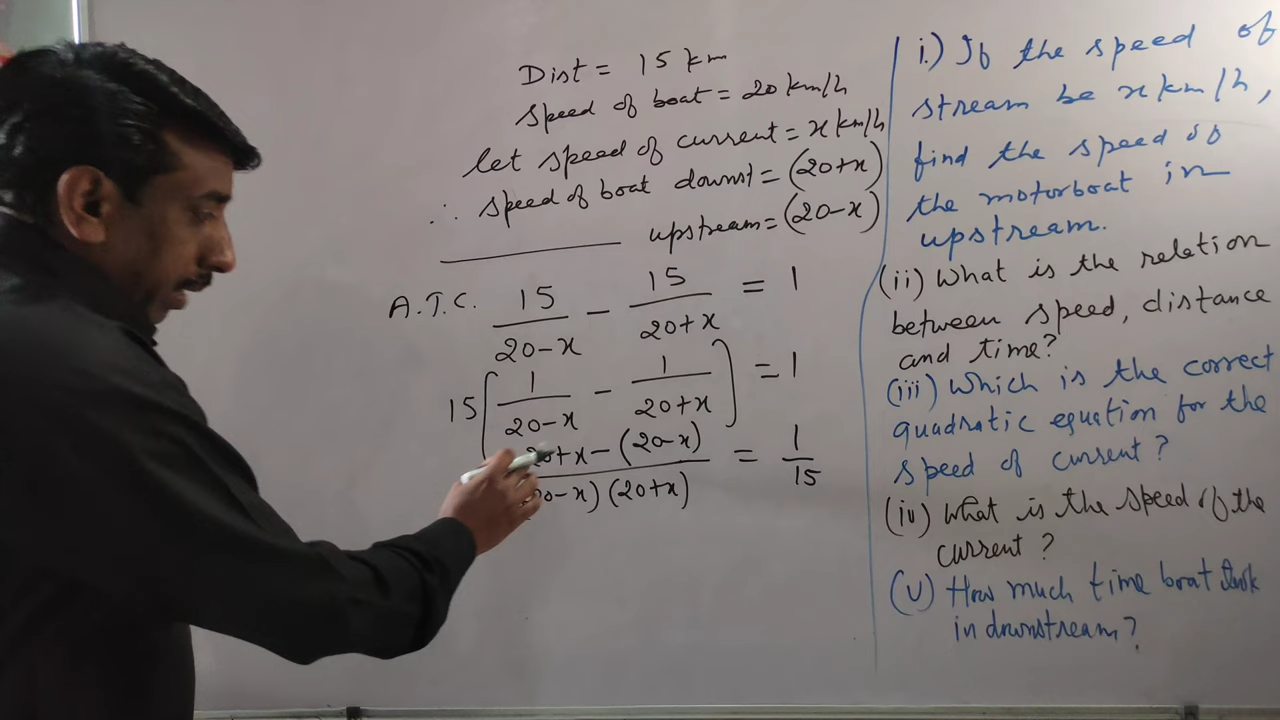 Dist = 15 km
speed of boat = 20 km/h
let speed of current = x km/h
∴ speed of boat downst = (20+x)
upstream = (20-x)
A.T.C. 15/20-x - 15/20+x = 1
15[1/20-x - 1/20+x] = 1
20+x-(20-x)/(20-x)(20+x) = 1/15
i.) If the speed of
stream be x km/h,
find the speed of
the motorboat in
upstream.
(ii) What is the relation
between speed, distance
and time?
(iii) Which is the correct
quadratic equation for the
speed of current?
(iv) What is the speed of the
current?
(v) How much time boat took
in downstream?